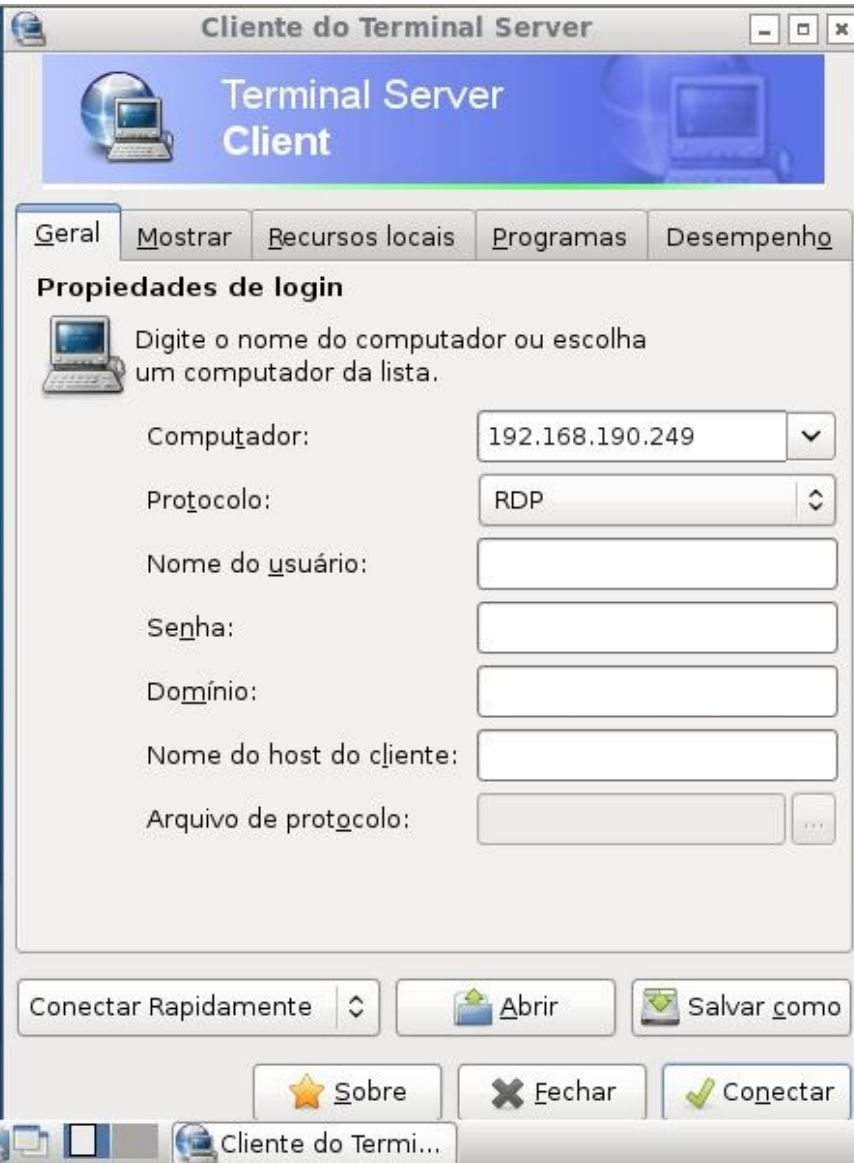 Cliente do Terminal Server
Terminal Server
Client
Geral
Mostrar
Recursos locais
Programas
Desempenho
Propiedades de login
Digite o nome do computador ou escolha
um computador da lista.
Computador:
192.168.190.249
Protocolo:
RDP
Nome do usuário:
Senha:
Domínio:
Nome do host do cliente:
Arquivo de protocolo:
...
Conectar Rapidamente
Abrir
Salvar como
Sobre
Fechar
Conectar
Cliente do Termi...